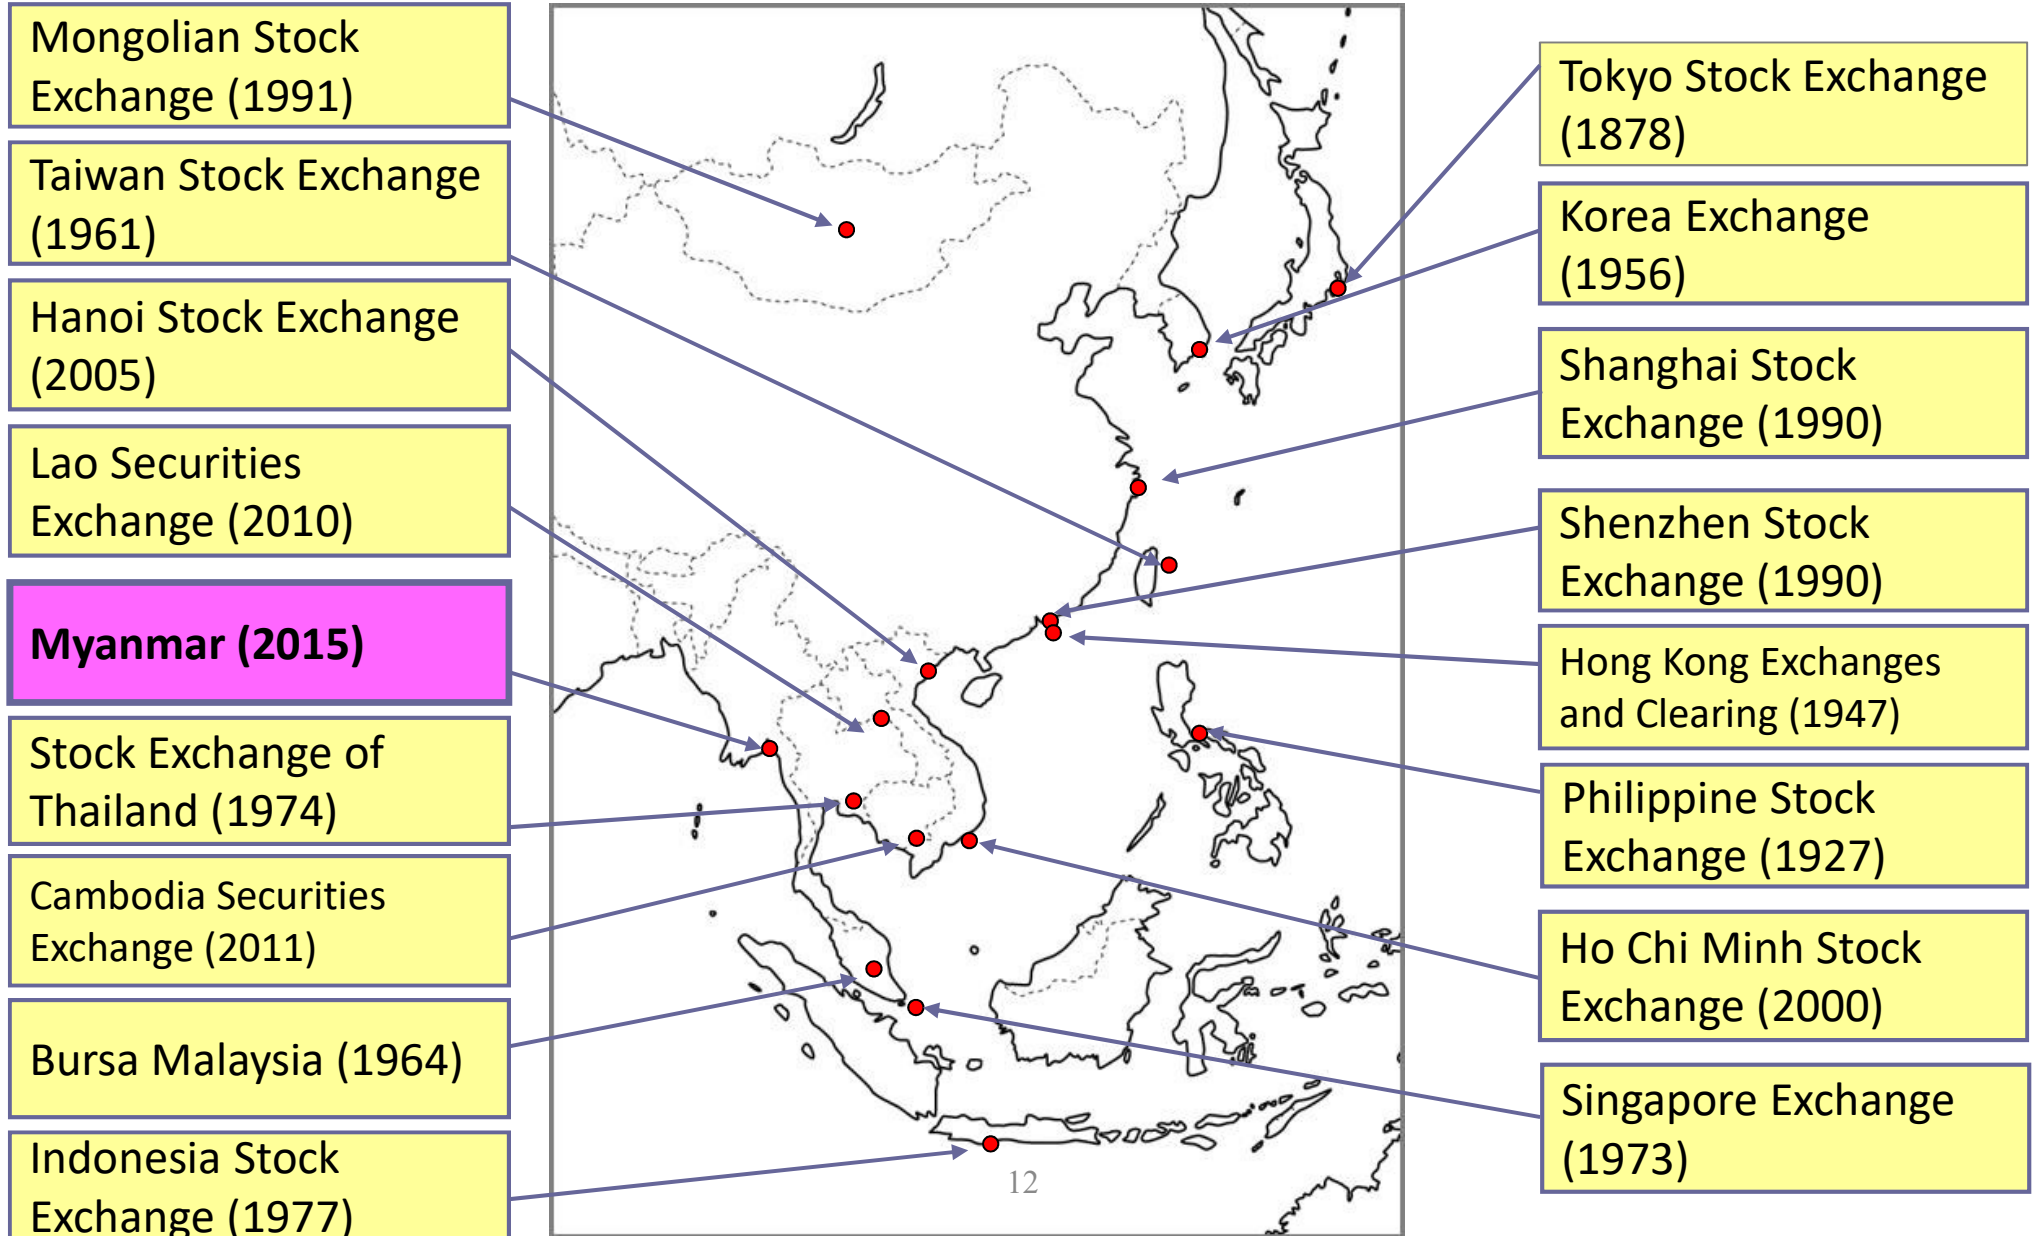 Mongolian Stock
Exchange (1991)
Taiwan Stock Exchange
(1961)
Hanoi Stock Exchange
(2005)
Lao Securities
Exchange (2010)
Myanmar (2015)
Stock Exchange of
Thailand (1974)
Cambodia Securities
Exchange (2011)
Bursa Malaysia (1964)
Indonesia Stock
Exchange (1977)
Tokyo Stock Exchange
(1878)
Korea Exchange
(1956)
Shanghai Stock
Exchange (1990)
Shenzhen Stock
Exchange (1990)
Hong Kong Exchanges
and Clearing (1947)
Philippine Stock
Exchange (1927)
Ho Chi Minh Stock
Exchange (2000)
Singapore Exchange
(1973)
12